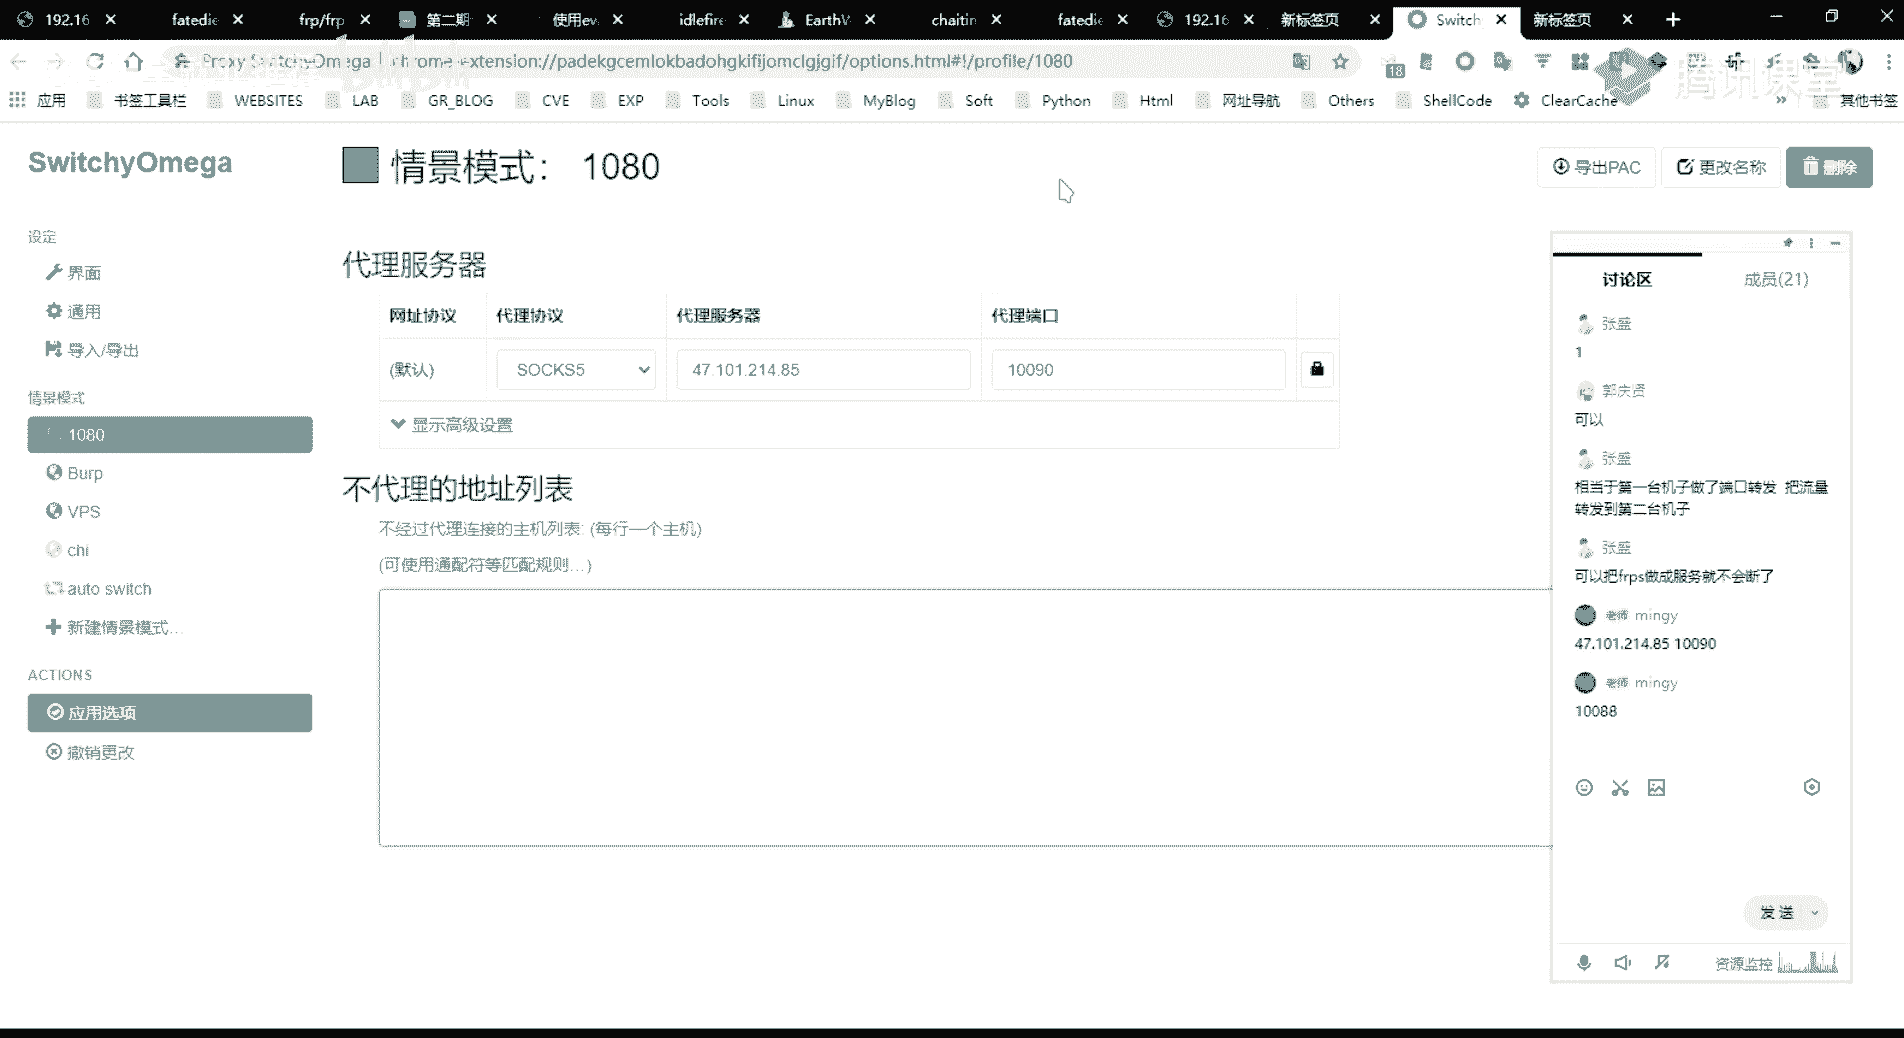 192.16
fatedie
frp/frp
第二期
使用ev
idlefire
EarthV
chaitin
fatedie
192.16
新标签页
Switch
新标签页
Proxy SwitchyOmega | chrome-extension://padekgcemlokbadohgkifijomclgjgif/options.html#!/profile/1080
18
腾讯课堂
应用
书签工具栏
WEBSITES
LAB
GR_BLOG
CVE
EXP
Tools
Linux
MyBlog
Soft
Python
Html
网址导航
Others
ShellCode
ClearCache
»
其他书签
SwitchyOmega
情景模式: 1080
导出PAC
更改名称
删除
设定
界面
通用
导入/导出
情景模式
1080
Burp
VPS
chi
auto switch
新建情景模式…
ACTIONS
应用选项
撤销更改
代理服务器
网址协议 代理协议 代理服务器 代理端口
(默认) SOCKS5 47.101.214.85 10090
显示高级设置
不代理的地址列表
不经过代理连接的主机列表: (每行一个主机)
(可使用通配符等匹配规则…)
讨论区 成员(21)
张盛
1
郭庆贤
可以
张盛
相当于第一台机子做了端口转发 把流量
转发到第二台机子
张盛
可以把frps做成服务就不会断了
老师 mingy
47.101.214.85 10090
老师 mingy
10088
发送
资源监控